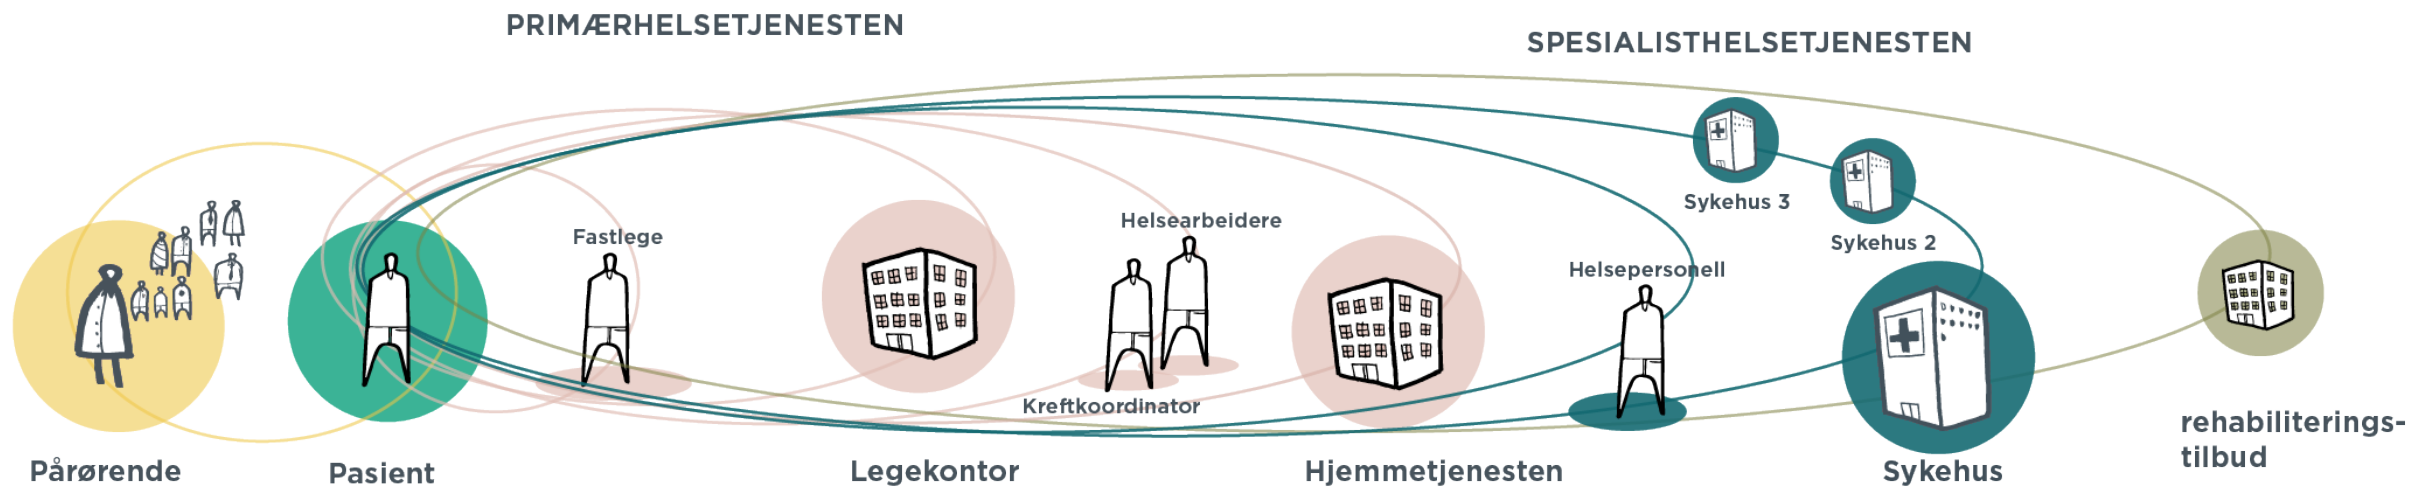 PRIMÆRHELSETJENESTEN
SPESIALISTHELSETJENESTEN
Sykehus 3
Helsearbeidere
Fastlege
Sykehus 2
Helsepersonell
Kreftkoordinator
Pårørende
Pasient
Legekontor
Hjemmetjenesten
Sykehus
rehabiliterings-
tilbud